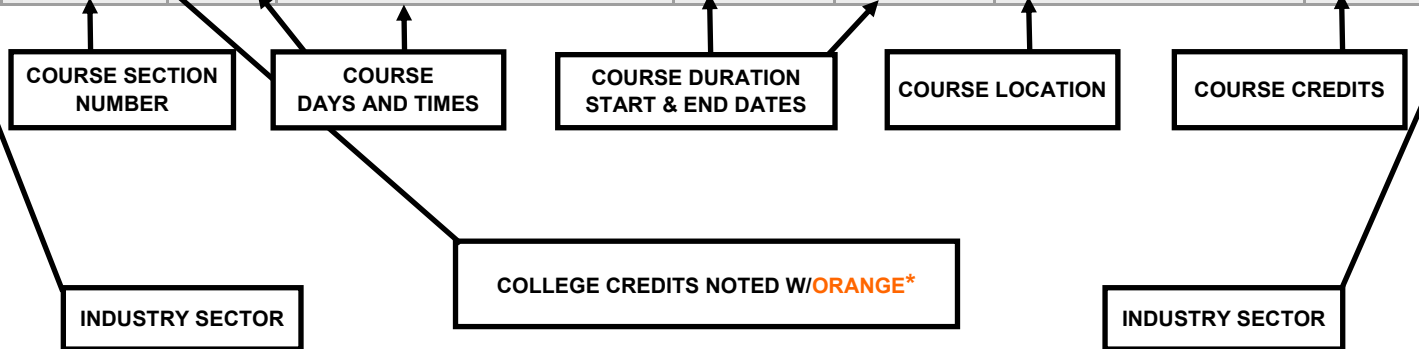 COURSE SECTION
NUMBER
COURSE
DAYS AND TIMES
COURSE DURATION
START & END DATES
COURSE LOCATION
COURSE CREDITS
COLLEGE CREDITS NOTED W/ORANGE*
INDUSTRY SECTOR
INDUSTRY SECTOR